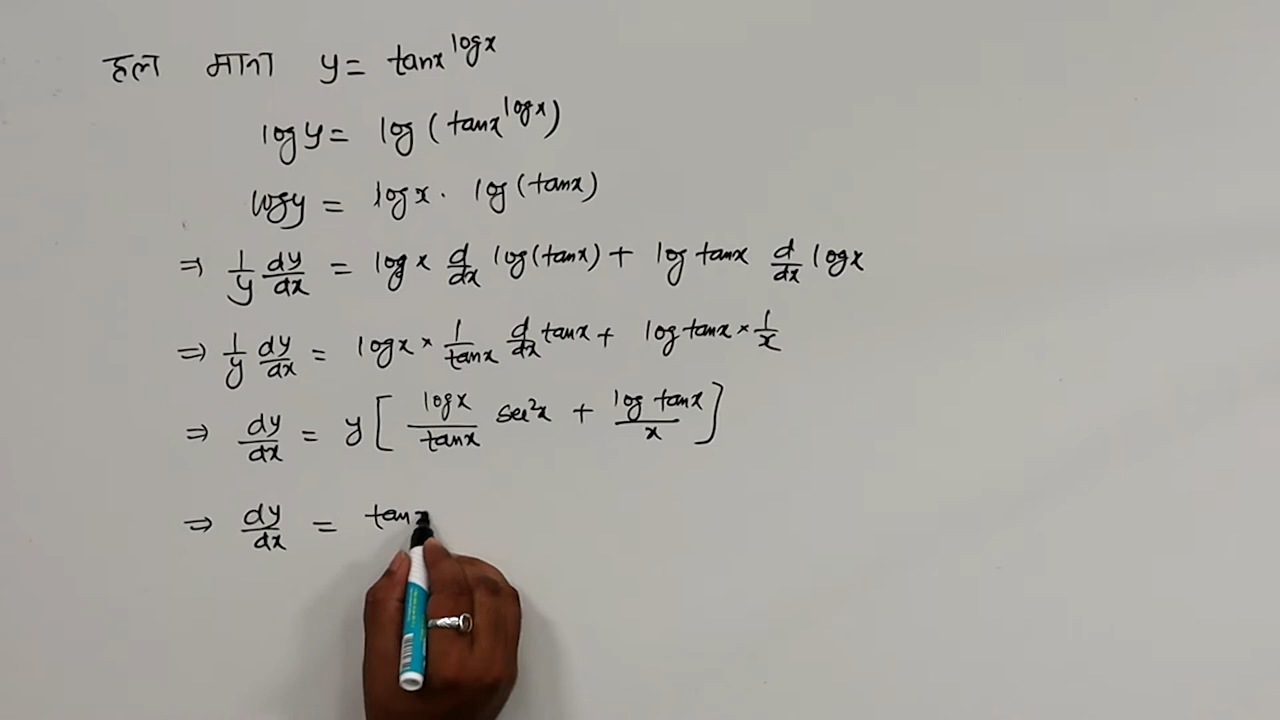 हल माना y = tanx^logx
log y = log (tanx^logx)
logy = logx . log (tanx)
⇒ 1/y dy/dx = logx d/dx log(tanx) + log tanx d/dx logx
⇒ 1/y dy/dx = logx × 1/tanx d/dx tanx + log tanx × 1/x
⇒ dy/dx = y [ logx/tanx sec²x + log tanx/x ]
⇒ dy/dx = tanx